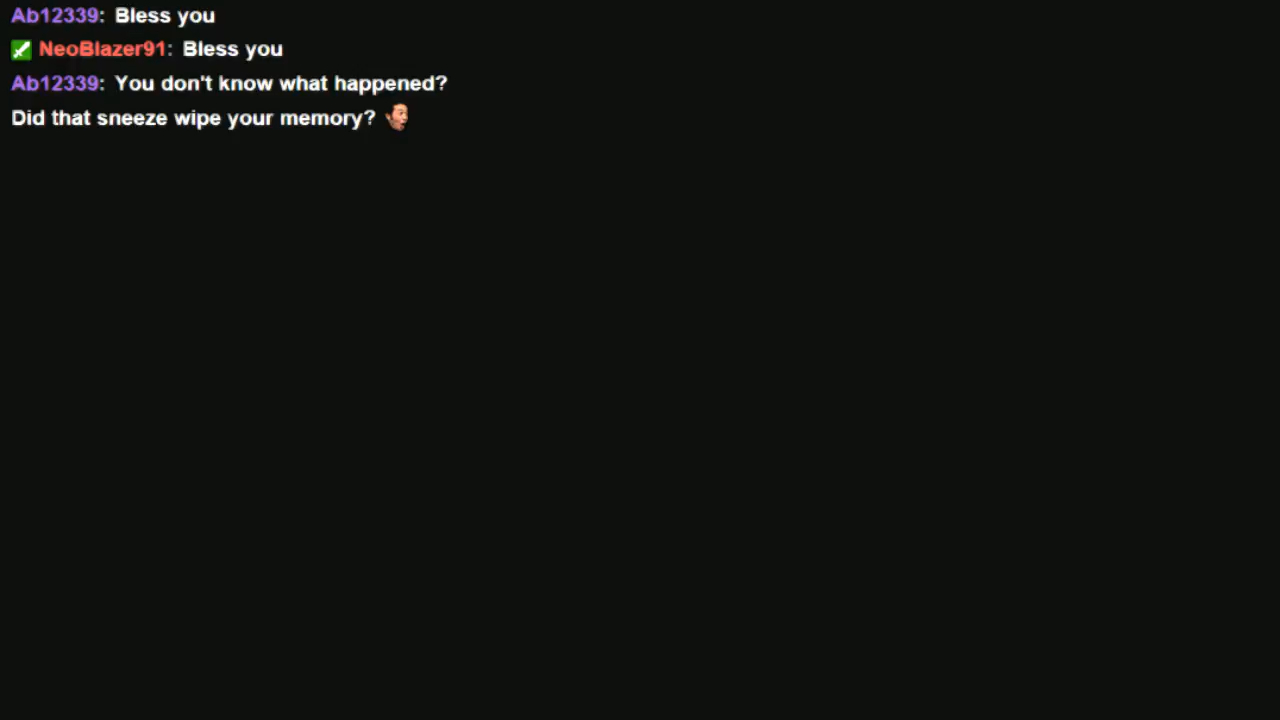 Ab12339: Bless you
NeoBlazer91: Bless you
Ab12339: You don't know what happened?
Did that sneeze wipe your memory?